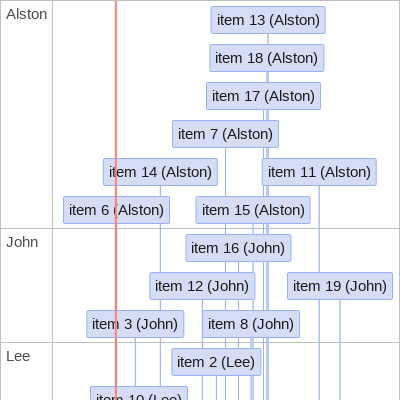 Alston
item 13 (Alston)
item 18 (Alston)
item 17 (Alston)
item 7 (Alston)
item 14 (Alston)
item 11 (Alston)
item 6 (Alston)
item 15 (Alston)
John
item 16 (John)
item 12 (John)
item 19 (John)
item 3 (John)
item 8 (John)
Lee
item 2 (Lee)
item 10 (Lee)